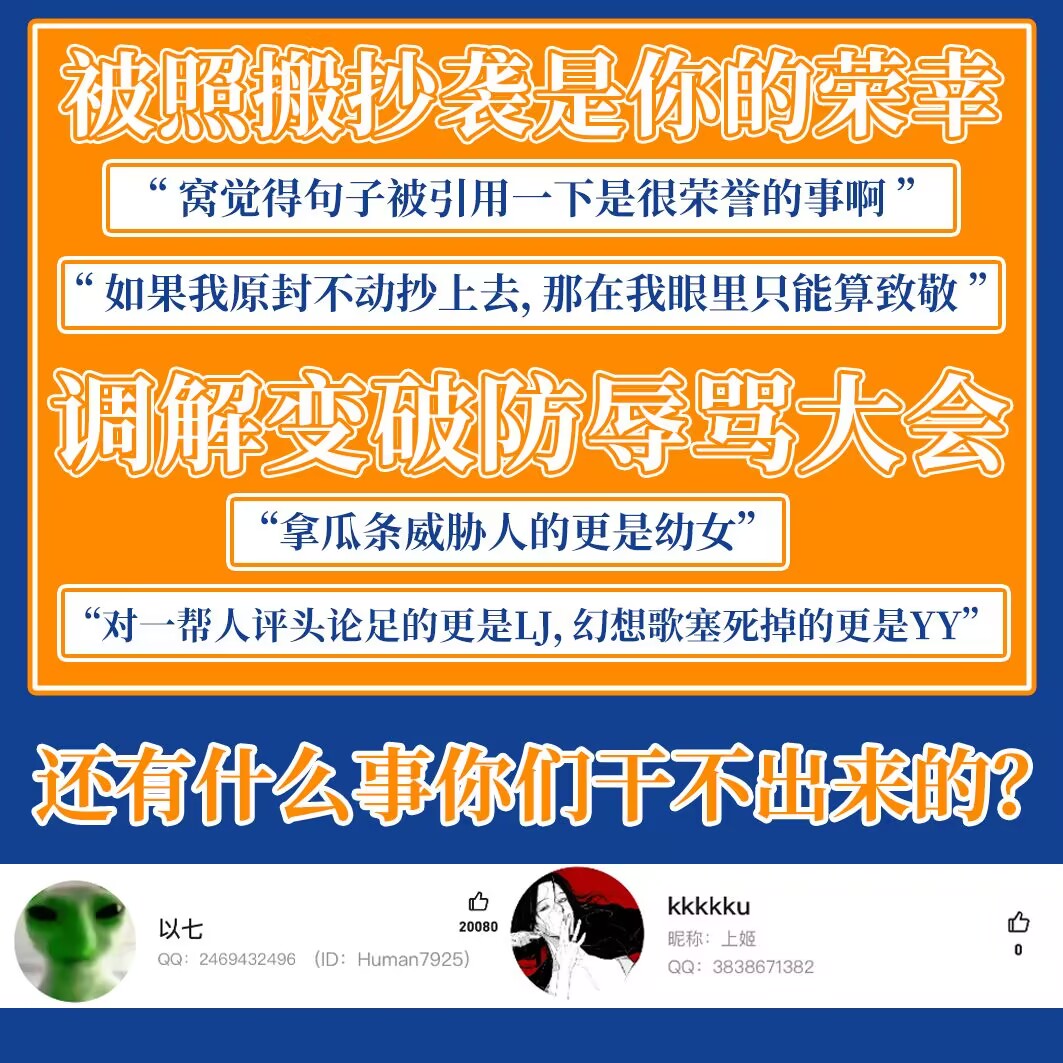 被照搬抄袭是你的荣幸
“窝觉得句子被引用一下是很荣誉的事啊”
“如果我原封不动抄上去,那在我眼里只能算致敬”
调解变破防辱骂大会
“拿瓜条威胁人的更是幼女”
“对一帮人评头论足的更是LJ,幻想歌塞死掉的更是YY”
还有什么事你们干不出来的?
以七
QQ：2469432496 （ID：Human7925）
20080
kkkkku
昵称：上姬
QQ：3838671382
0